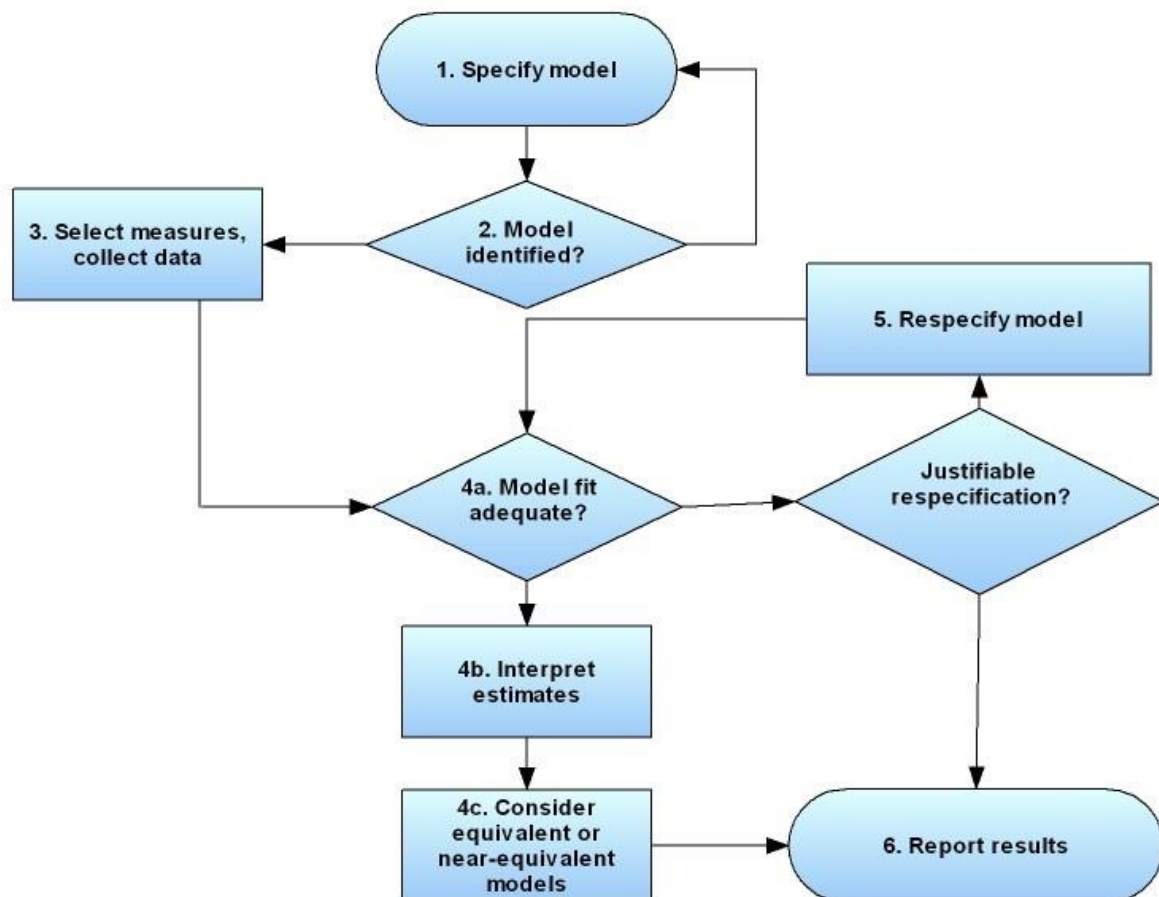 1. Specify model
2. Model
identified?
3. Select measures,
collect data
5. Respecify model
Justifiable
respecification?
4a. Model fit
adequate?
4b. Interpret
estimates
4c. Consider
equivalent or
near-equivalent
models
6. Report results